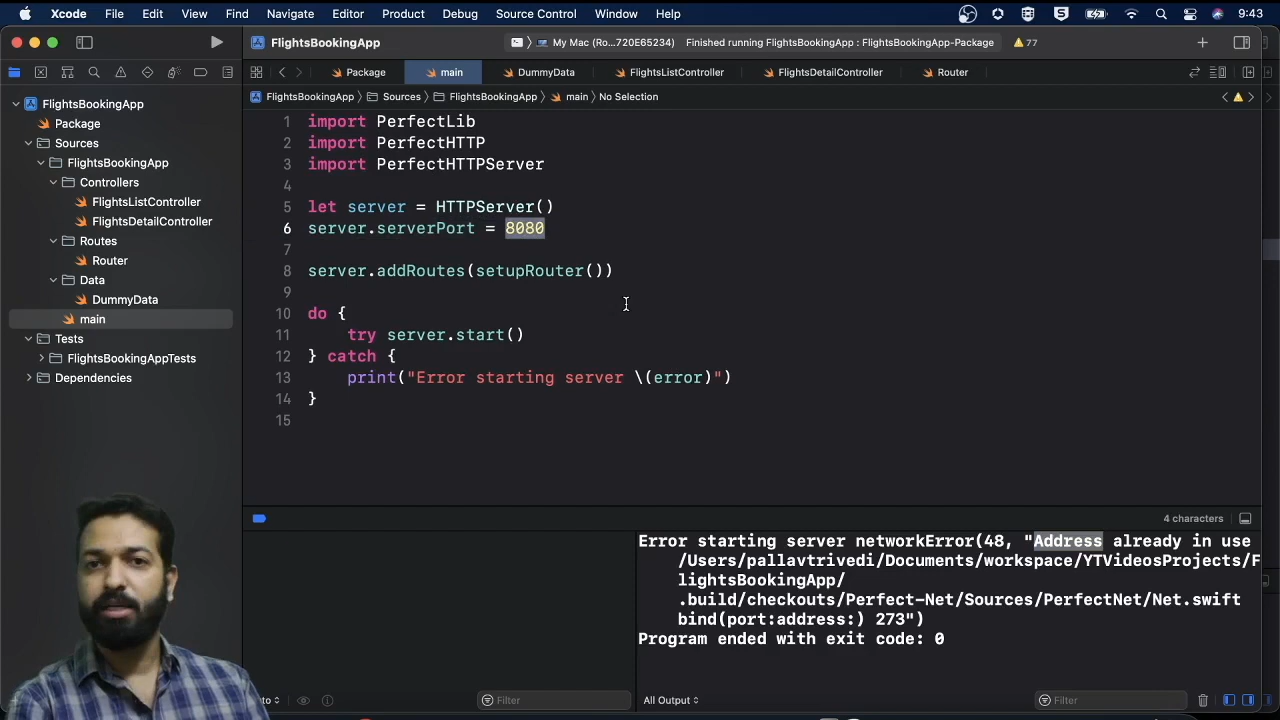 Xcode File Edit View Find Navigate Editor Product Debug Source Control Window Help 9:43
FlightsBookingApp My Mac (Ro...720E65234) Finished running FlightsBookingApp : FlightsBookingApp-Package 77
Package main DummyData FlightsListController FlightsDetailController Router
FlightsBookingApp Sources FlightsBookingApp main No Selection
FlightsBookingApp
Package
Sources
FlightsBookingApp
Controllers
FlightsListController
FlightsDetailController
Routes
Router
Data
DummyData
main
Tests
FlightsBookingAppTests
Dependencies
1 import PerfectLib
2 import PerfectHTTP
3 import PerfectHTTPServer
4
5 let server = HTTPServer()
6 server.serverPort = 8080
7
8 server.addRoutes(setupRouter())
9
10 do {
11 try server.start()
12 } catch {
13 print("Error starting server \(error)")
14 }
15
4 characters
Error starting server networkError(48, "Address already in use
/Users/pallavtrivedi/Documents/workspace/YTVideosProjects/F
lightsBookingApp/
.build/checkouts/Perfect-Net/Sources/PerfectNet/Net.swift
bind(port:address:) 273")
Program ended with exit code: 0
Filter All Output Filter